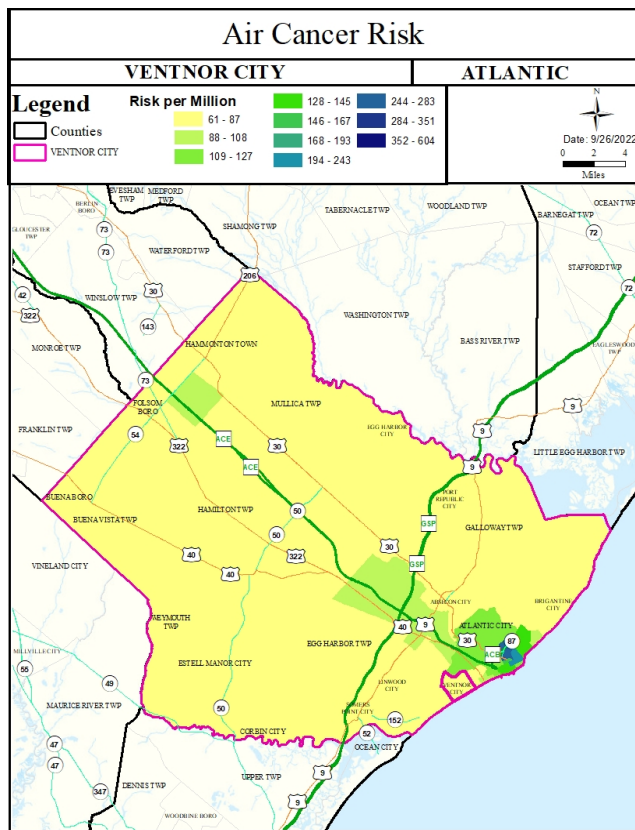 Air Cancer Risk
VENTNOR CITY
ATLANTIC
Legend
Counties
VENTNOR CITY
Risk per Million
61 - 87
88 - 108
109 - 127
128 - 145
146 - 167
168 - 193
194 - 243
244 - 283
284 - 351
352 - 604
N
Date: 9/26/2022
0 2 4
Miles
EVESHAM TWP
MEDFORD TWP
BERLIN BORO
SHAMONG TWP
TABERNACLE TWP
WOODLAND TWP
OCEAN TWP
BARNEGAT TWP
GLOUCESTER TWP
73
72
WATERFORD TWP
73
STAFFORD TWP
206
42
WINSLOW TWP
30
72
322
143
WASHINGTON TWP
MONROE TWP
HAMMONTON TOWN
BASS RIVER TWP
EAGLESWOOD TWP
73
FOLSOM BORO
MULLICA TWP
9
FRANKLIN TWP
54
EGG HARBOR CITY
9
322
ACE
30
LITTLE EGG HARBOR TWP
ACE
9
BUENA BORO
PORT REPUBLIC CITY
HAMILTON TWP
50
BUENA VISTA TWP
GSP
GALLOWAY TWP
50
30
40
322
GSP
VINELAND CITY
40
ABSECON CITY
BRIGANTINE CITY
WEYMOUTH TWP
40
9
ATLANTIC CITY
MILLVILLE CITY
EGG HARBOR TWP
30
87
ACE
55
ESTELL MANOR CITY
49
LINWOOD CITY
VENTNOR CITY
MAURICE RIVER TWP
50
SOMERS POINT CITY
152
47
CORBIN CITY
52
OCEAN CITY
47
UPPER TWP
9
DENNIS TWP
347
9
WOODBINE BORO